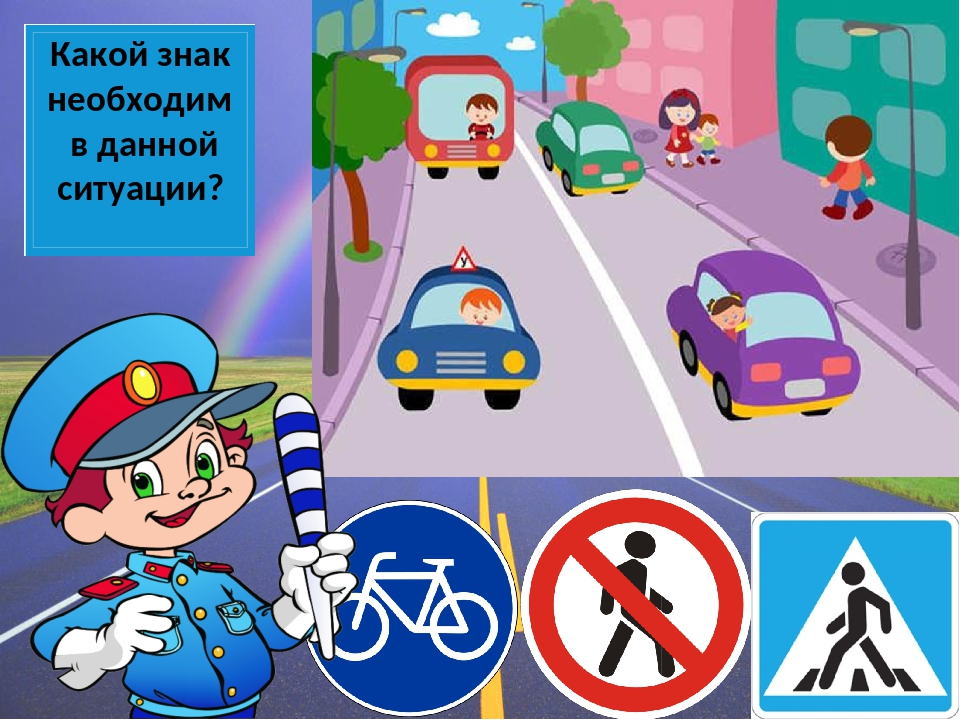 Какой знак
необходим
в данной
ситуации?
У